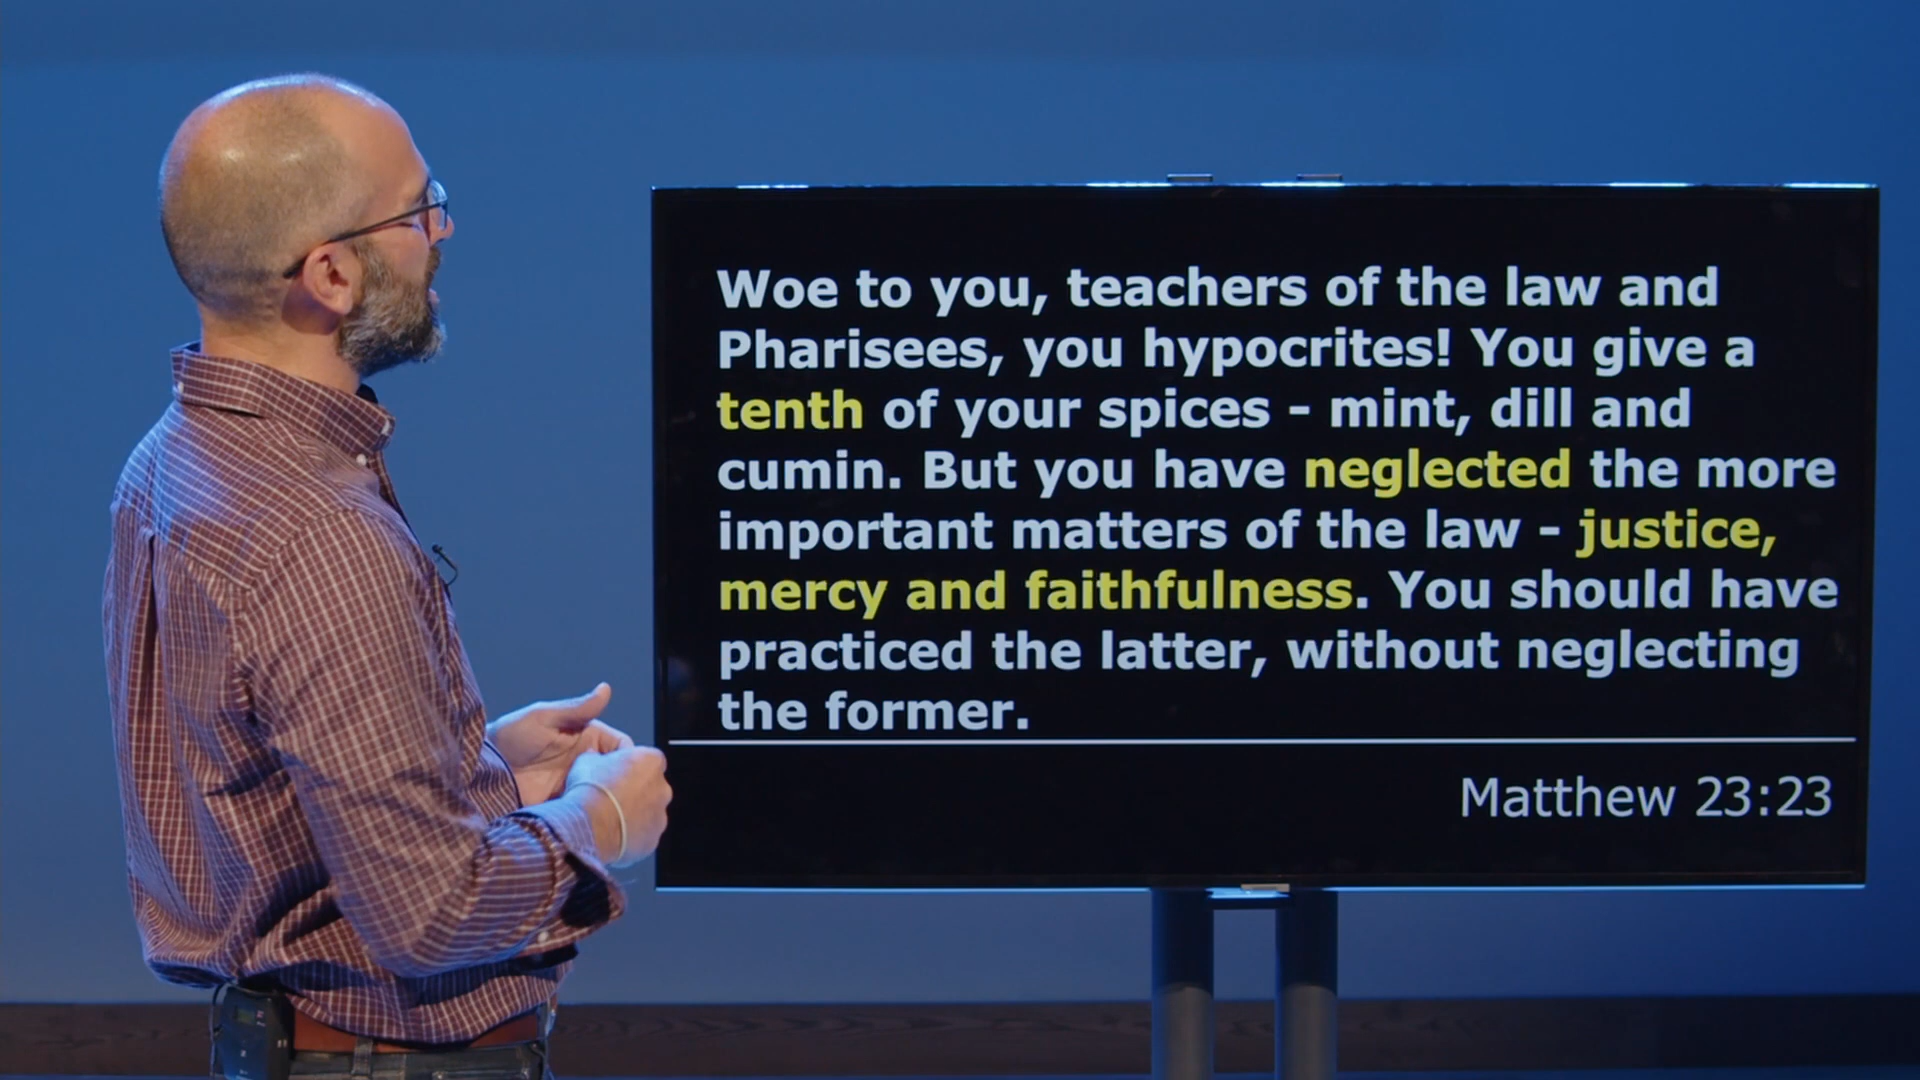 Woe to you, teachers of the law and
Pharisees, you hypocrites! You give a
tenth of your spices - mint, dill and
cumin. But you have neglected the more
important matters of the law - justice,
mercy and faithfulness. You should have
practiced the latter, without neglecting
the former.
Matthew 23:23